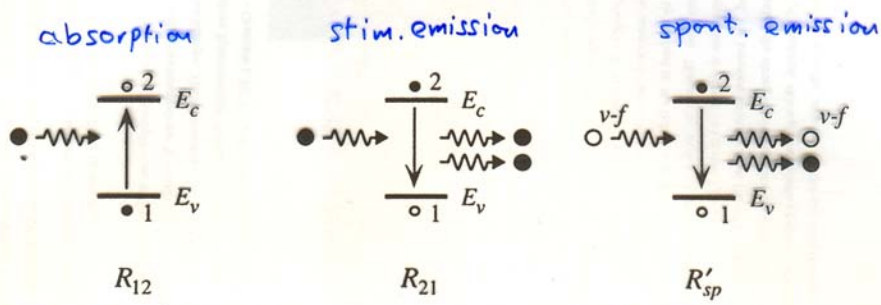 absorption stim. emission spont. emission
2 2 2
E_c E_c v-f E_c v-f
1 E_v 1 E_v 1 E_v
R_12 R_21 R'_sp